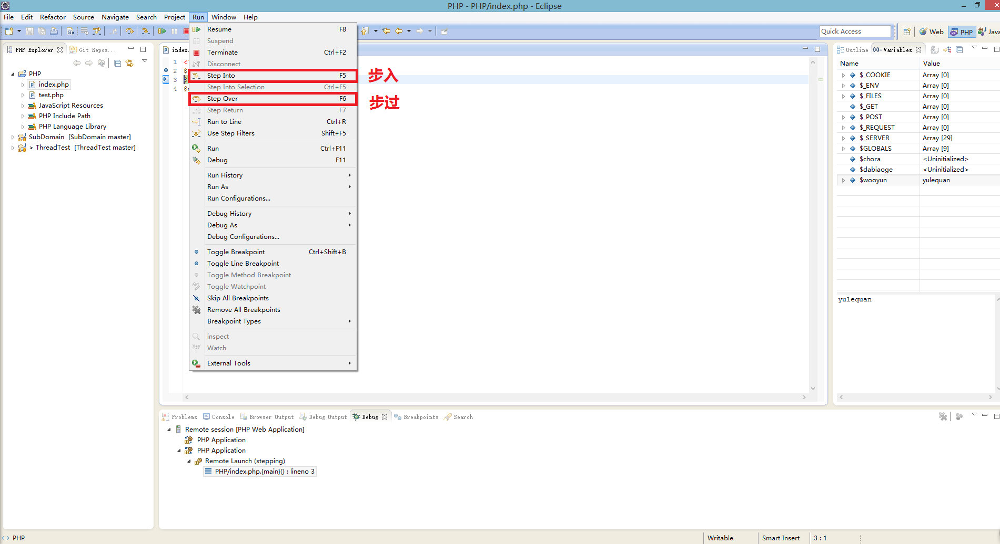 PHP - PHP/index.php - Eclipse
File Edit Refactor Source Navigate Search Project Run Window Help
Quick Access
Web PHP Java
PHP Explorer Git Repos...
PHP
index.php
test.php
JavaScript Resources
PHP Include Path
PHP Language Library
SubDomain [SubDomain master]
> ThreadTest [ThreadTest master]
index.
1 <
2 $
3 $
4 $
Resume F8
Suspend
Terminate Ctrl+F2
Disconnect
Step Into F5
步入
Step Into Selection Ctrl+F5
Step Over F6
步过
Step Return F7
Run to Line Ctrl+R
Use Step Filters Shift+F5
Run Ctrl+F11
Debug F11
Run History
Run As
Run Configurations...
Debug History
Debug As
Debug Configurations...
Toggle Breakpoint Ctrl+Shift+B
Toggle Line Breakpoint
Toggle Method Breakpoint
Toggle Watchpoint
Skip All Breakpoints
Remove All Breakpoints
Breakpoint Types
inspect
Watch
External Tools
Outline (x)= Variables
Name Value
$_COOKIE Array [0]
$_ENV Array [0]
$_FILES Array [0]
$_GET Array [0]
$_POST Array [0]
$_REQUEST Array [0]
$_SERVER Array [29]
$GLOBALS Array [9]
$chora <Uninitialized>
$dabiaoge <Uninitialized>
$wooyun yulequan
yulequan
Problems Console Browser Output Debug Output Debug Breakpoints Search
Remote session [PHP Web Application]
PHP Application
PHP Application
Remote Launch (stepping)
PHP/index.php.{main}() : lineno 3
PHP
Writable Smart Insert 3 : 1